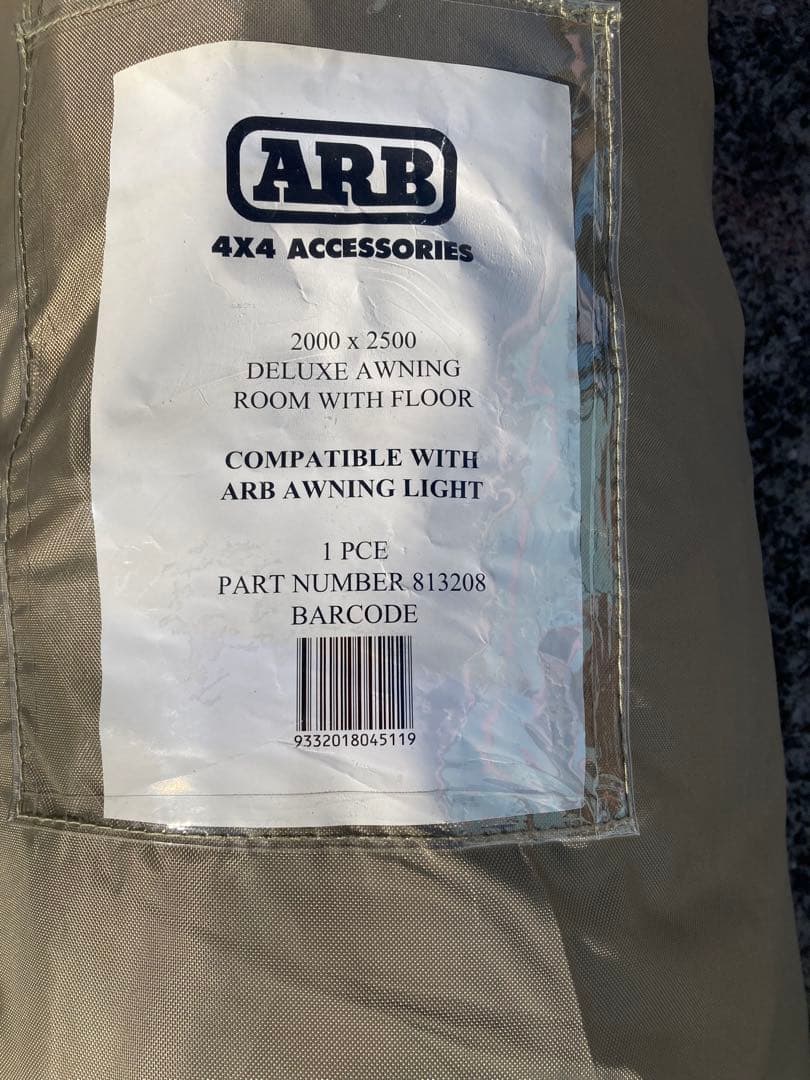 ARB
4X4 ACCESSORIES
2000 x 2500
DELUXE AWNING
ROOM WITH FLOOR
COMPATIBLE WITH
ARB AWNING LIGHT
1 PCE
PART NUMBER 813208
BARCODE
9332018045119